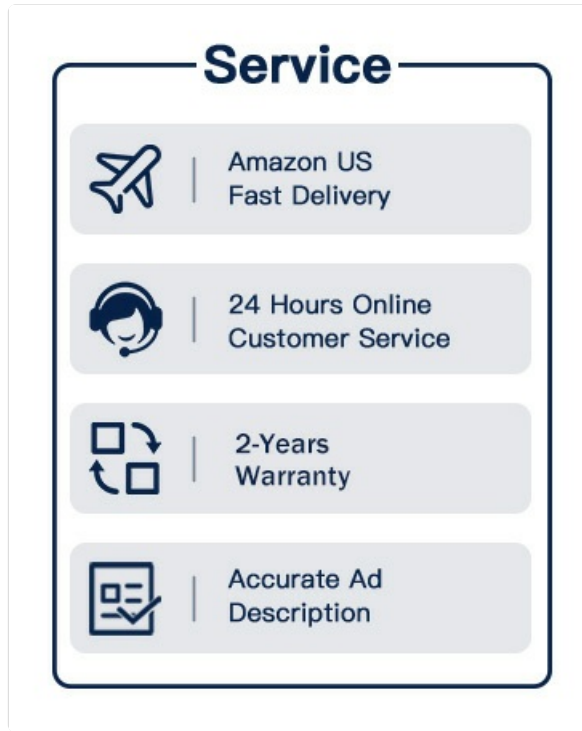 Service
Amazon US
Fast Delivery
24 Hours Online
Customer Service
2-Years
Warranty
Accurate Ad
Description